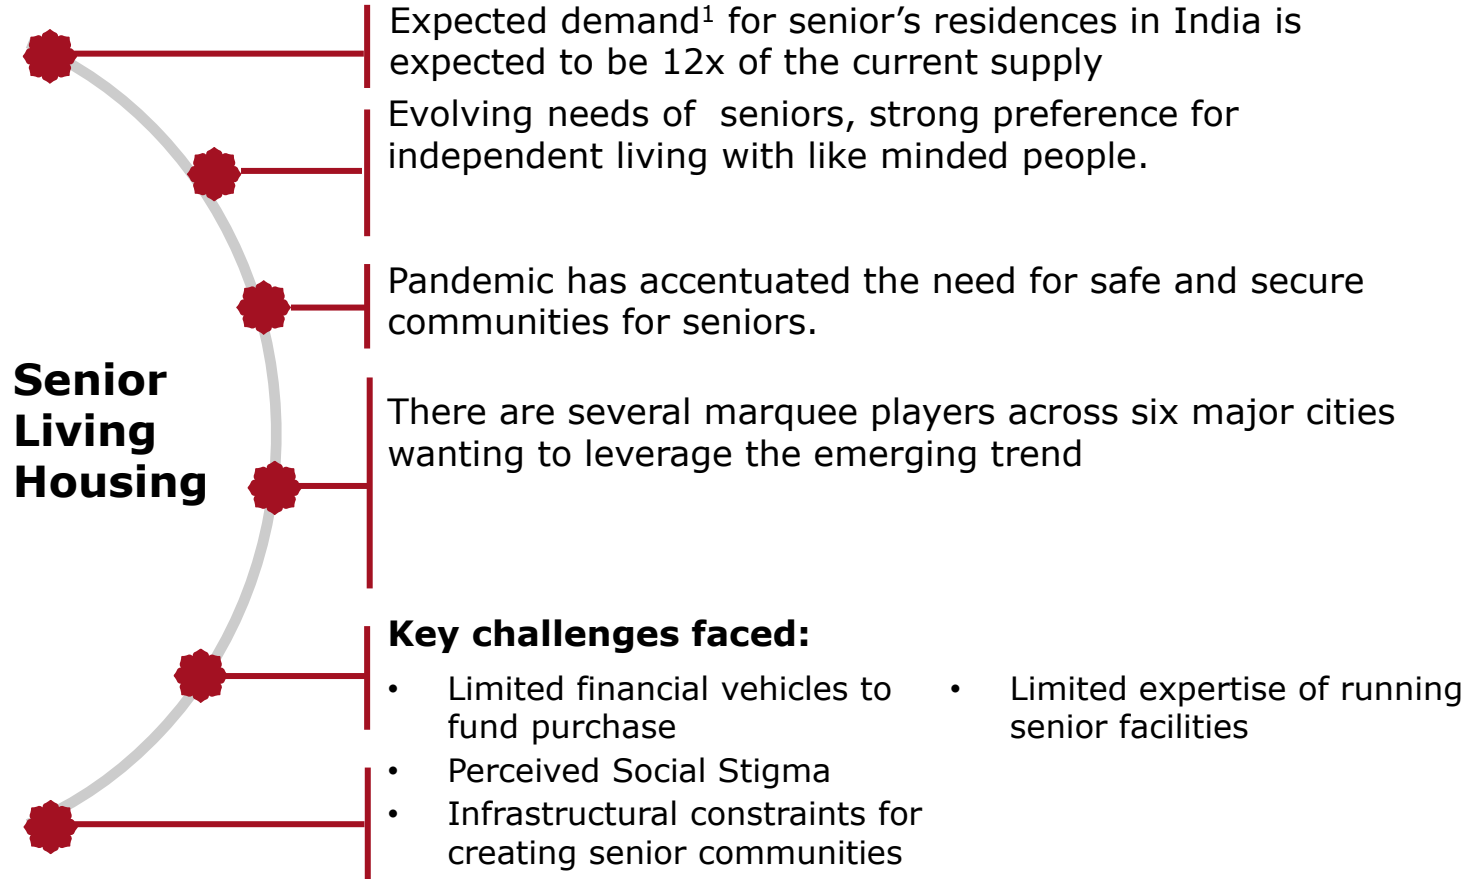 Expected demand¹ for senior’s residences in India is
expected to be 12x of the current supply
Evolving needs of  seniors, strong preference for
independent living with like minded people.
Pandemic has accentuated the need for safe and secure
communities for seniors.
Senior
Living
Housing
There are several marquee players across six major cities
wanting to leverage the emerging trend
Key challenges faced:
• Limited financial vehicles to
fund purchase
• Perceived Social Stigma
• Infrastructural constraints for
creating senior communities
• Limited expertise of running
senior facilities